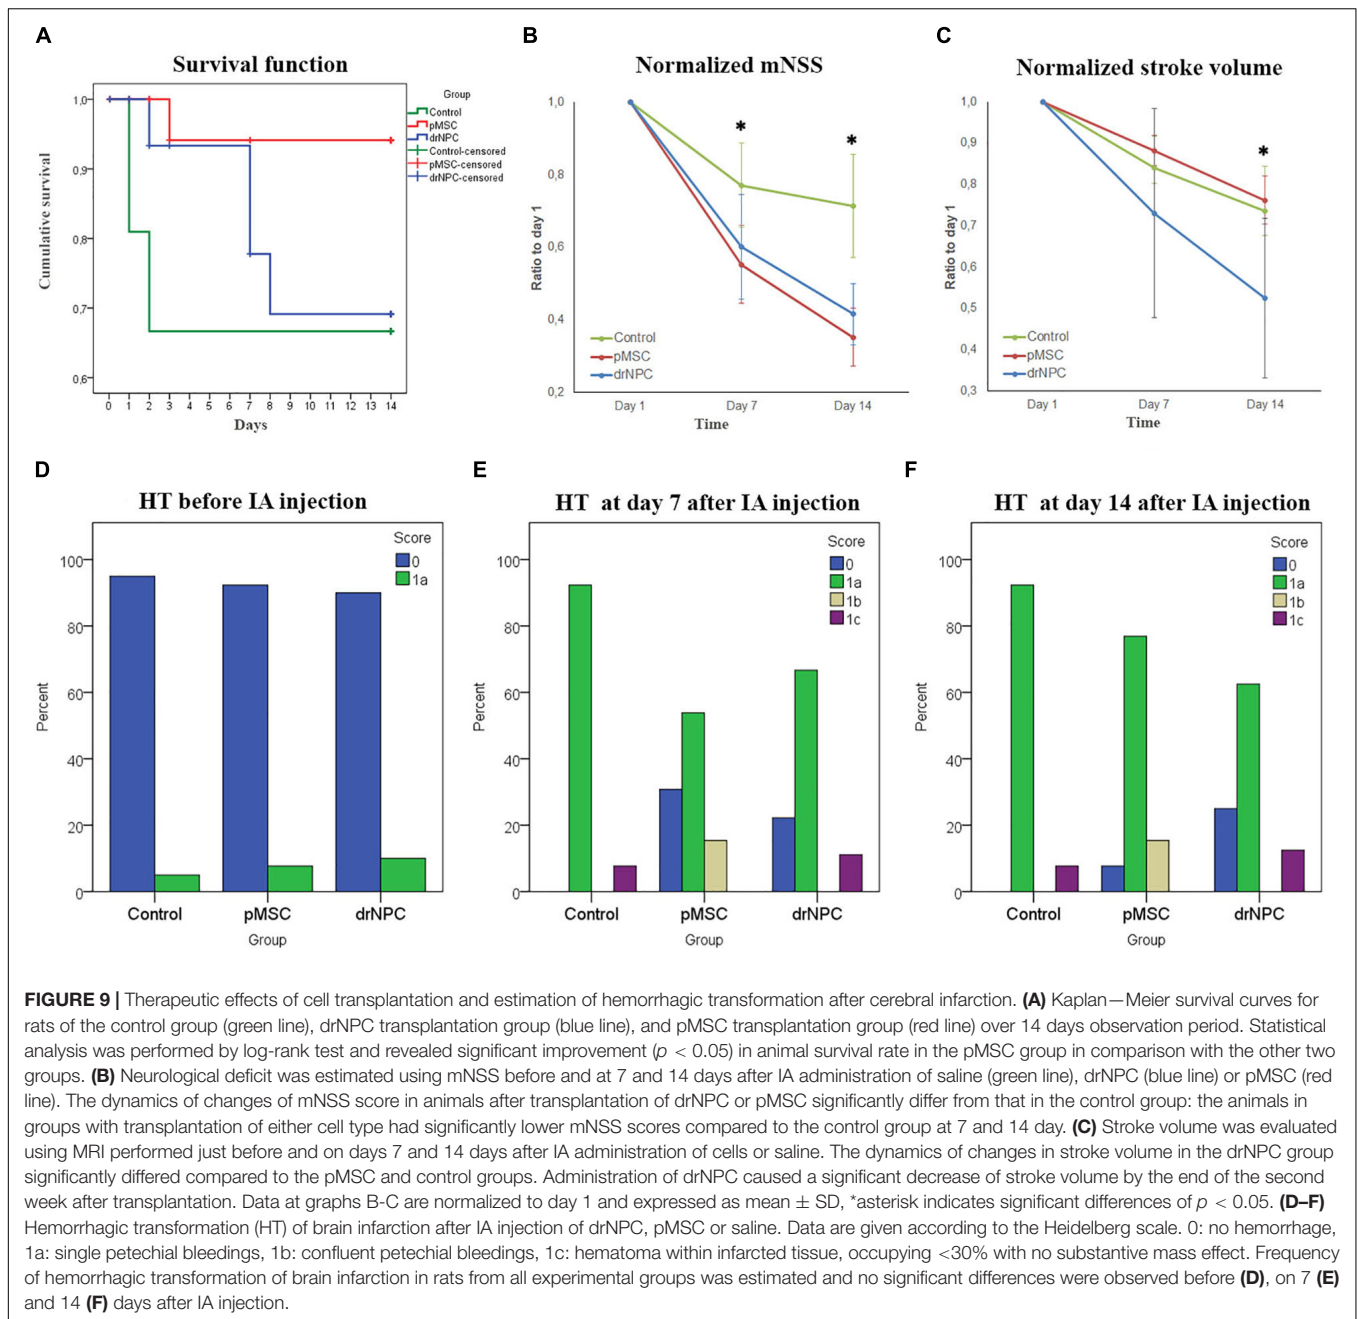 A
Survival function
Cumulative survival
1,0
0,9
0,8
0,7
0,6
0 1 2 3 4 5 6 7 8 9 10 11 12 13 14
Days
Group
Control
pMSC
drNPC
Control-censored
pMSC-censored
drNPC-censored
B
Normalized mNSS
Ratio to day 1
1,0
0,8
0,6
0,4
0,2
*
*
Control
pMSC
drNPC
Day 1 Day 7 Day 14
Time
C
Normalized stroke volume
Ratio to day 1
1,0
0,9
0,8
0,7
0,6
0,5
0,4
0,3
*
Control
pMSC
drNPC
Day 1 Day 7 Day 14
Time
D
HT before IA injection
Percent
100
80
60
40
20
0
Score
0
1a
Control pMSC drNPC
Group
E
HT at day 7 after IA injection
Percent
100
80
60
40
20
0
Score
0
1a
1b
1c
Control pMSC drNPC
Group
F
HT at day 14 after IA injection
Percent
100
80
60
40
20
0
Score
0
1a
1b
1c
Control pMSC drNPC
Group
FIGURE 9 | Therapeutic effects of cell transplantation and estimation of hemorrhagic transformation after cerebral infarction. (A) Kaplan—Meier survival curves for
rats of the control group (green line), drNPC transplantation group (blue line), and pMSC transplantation group (red line) over 14 days observation period. Statistical
analysis was performed by log-rank test and revealed significant improvement (p < 0.05) in animal survival rate in the pMSC group in comparison with the other two
groups. (B) Neurological deficit was estimated using mNSS before and at 7 and 14 days after IA administration of saline (green line), drNPC (blue line) or pMSC (red
line). The dynamics of changes of mNSS score in animals after transplantation of drNPC or pMSC significantly differ from that in the control group: the animals in
groups with transplantation of either cell type had significantly lower mNSS scores compared to the control group at 7 and 14 day. (C) Stroke volume was evaluated
using MRI performed just before and on days 7 and 14 days after IA administration of cells or saline. The dynamics of changes in stroke volume in the drNPC group
significantly differed compared to the pMSC and control groups. Administration of drNPC caused a significant decrease of stroke volume by the end of the second
week after transplantation. Data at graphs B-C are normalized to day 1 and expressed as mean ± SD, *asterisk indicates significant differences of p < 0.05. (D–F)
Hemorrhagic transformation (HT) of brain infarction after IA injection of drNPC, pMSC or saline. Data are given according to the Heidelberg scale. 0: no hemorrhage,
1a: single petechial bleedings, 1b: confluent petechial bleedings, 1c: hematoma within infarcted tissue, occupying <30% with no substantive mass effect. Frequency
of hemorrhagic transformation of brain infarction in rats from all experimental groups was estimated and no significant differences were observed before (D), on 7 (E)
and 14 (F) days after IA injection.